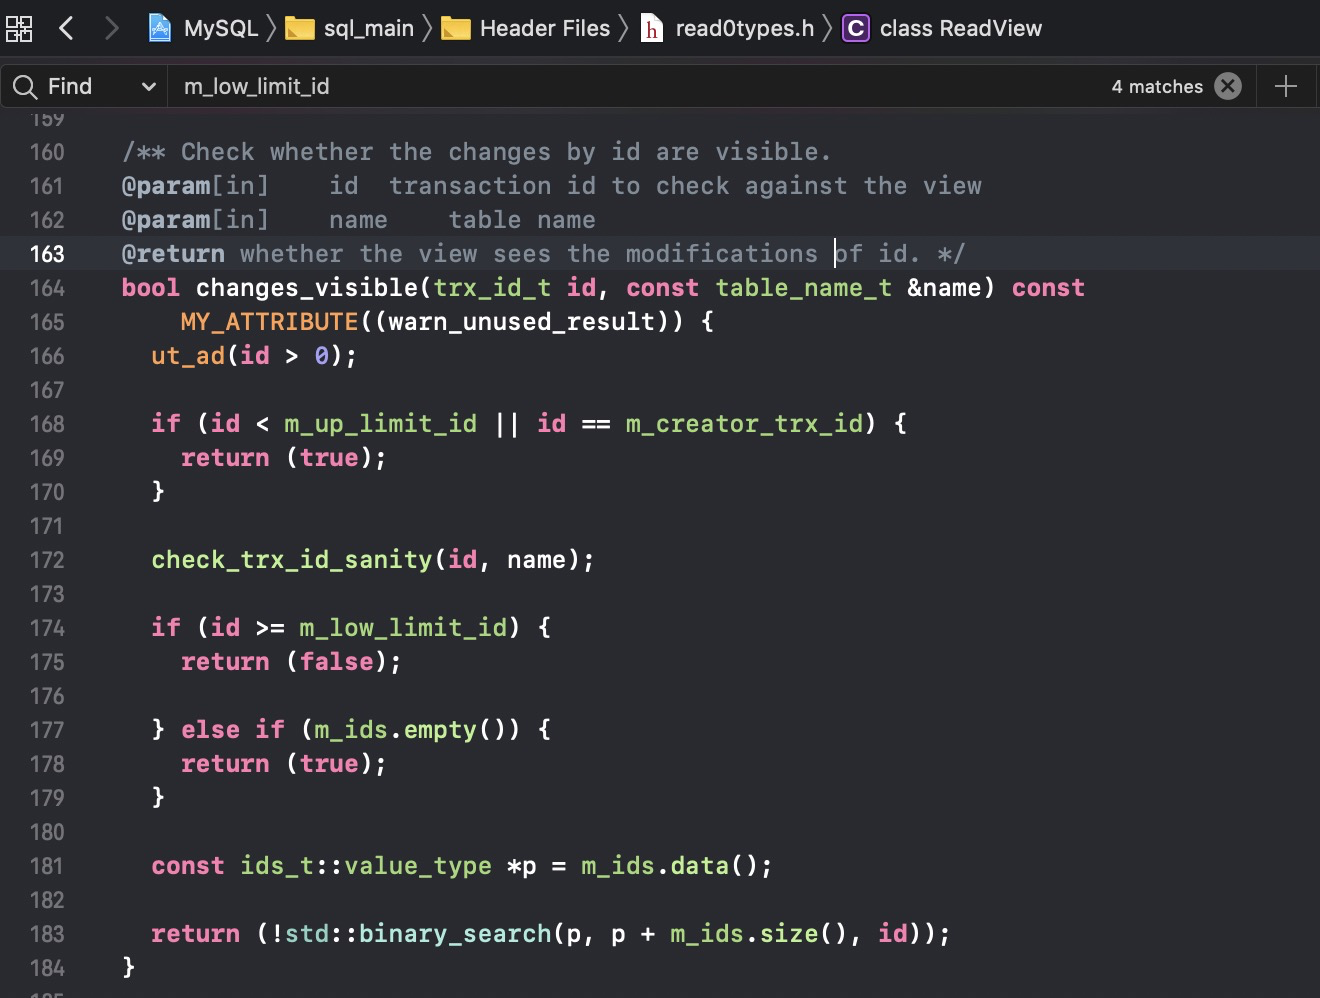 MySQL 〉 sql_main 〉 Header Files 〉 h read0types.h 〉 C class ReadView
Find m_low_limit_id 4 matches
159
160 /** Check whether the changes by id are visible.
161 @param[in] id transaction id to check against the view
162 @param[in] name table name
163 @return whether the view sees the modifications of id. */
164 bool changes_visible(trx_id_t id, const table_name_t &name) const
165 MY_ATTRIBUTE((warn_unused_result)) {
166 ut_ad(id > 0);
167
168 if (id < m_up_limit_id || id == m_creator_trx_id) {
169 return (true);
170 }
171
172 check_trx_id_sanity(id, name);
173
174 if (id >= m_low_limit_id) {
175 return (false);
176
177 } else if (m_ids.empty()) {
178 return (true);
179 }
180
181 const ids_t::value_type *p = m_ids.data();
182
183 return (!std::binary_search(p, p + m_ids.size(), id));
184 }